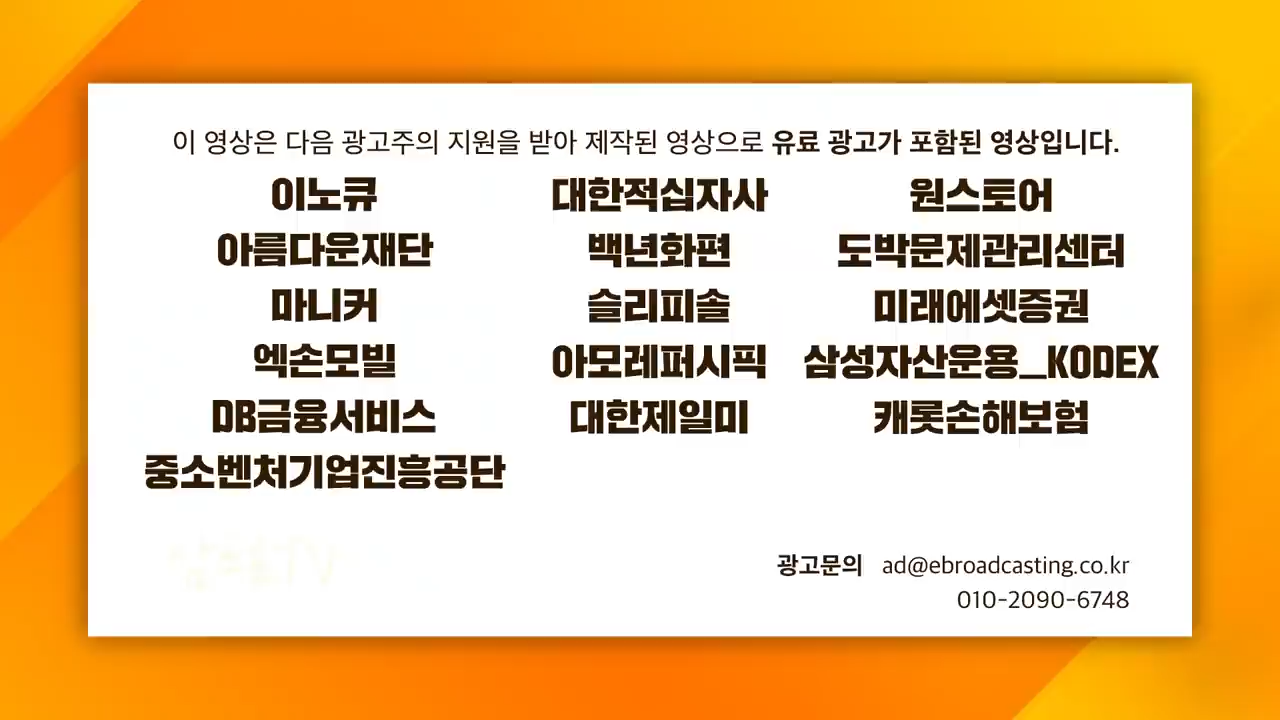 이 영상은 다음 광고주의 지원을 받아 제작된 영상으로 유료 광고가 포함된 영상입니다.
이노큐 대한적십자사 원스토어
아름다운재단 백년화편 도박문제관리센터
마니커 슬리피솔 미래에셋증권
엑손모빌 아모레퍼시픽 삼성자산운용_KODEX
DB금융서비스 대한제일미 캐롯손해보험
중소벤처기업진흥공단
광고문의 ad@ebroadcasting.co.kr
010-2090-6748